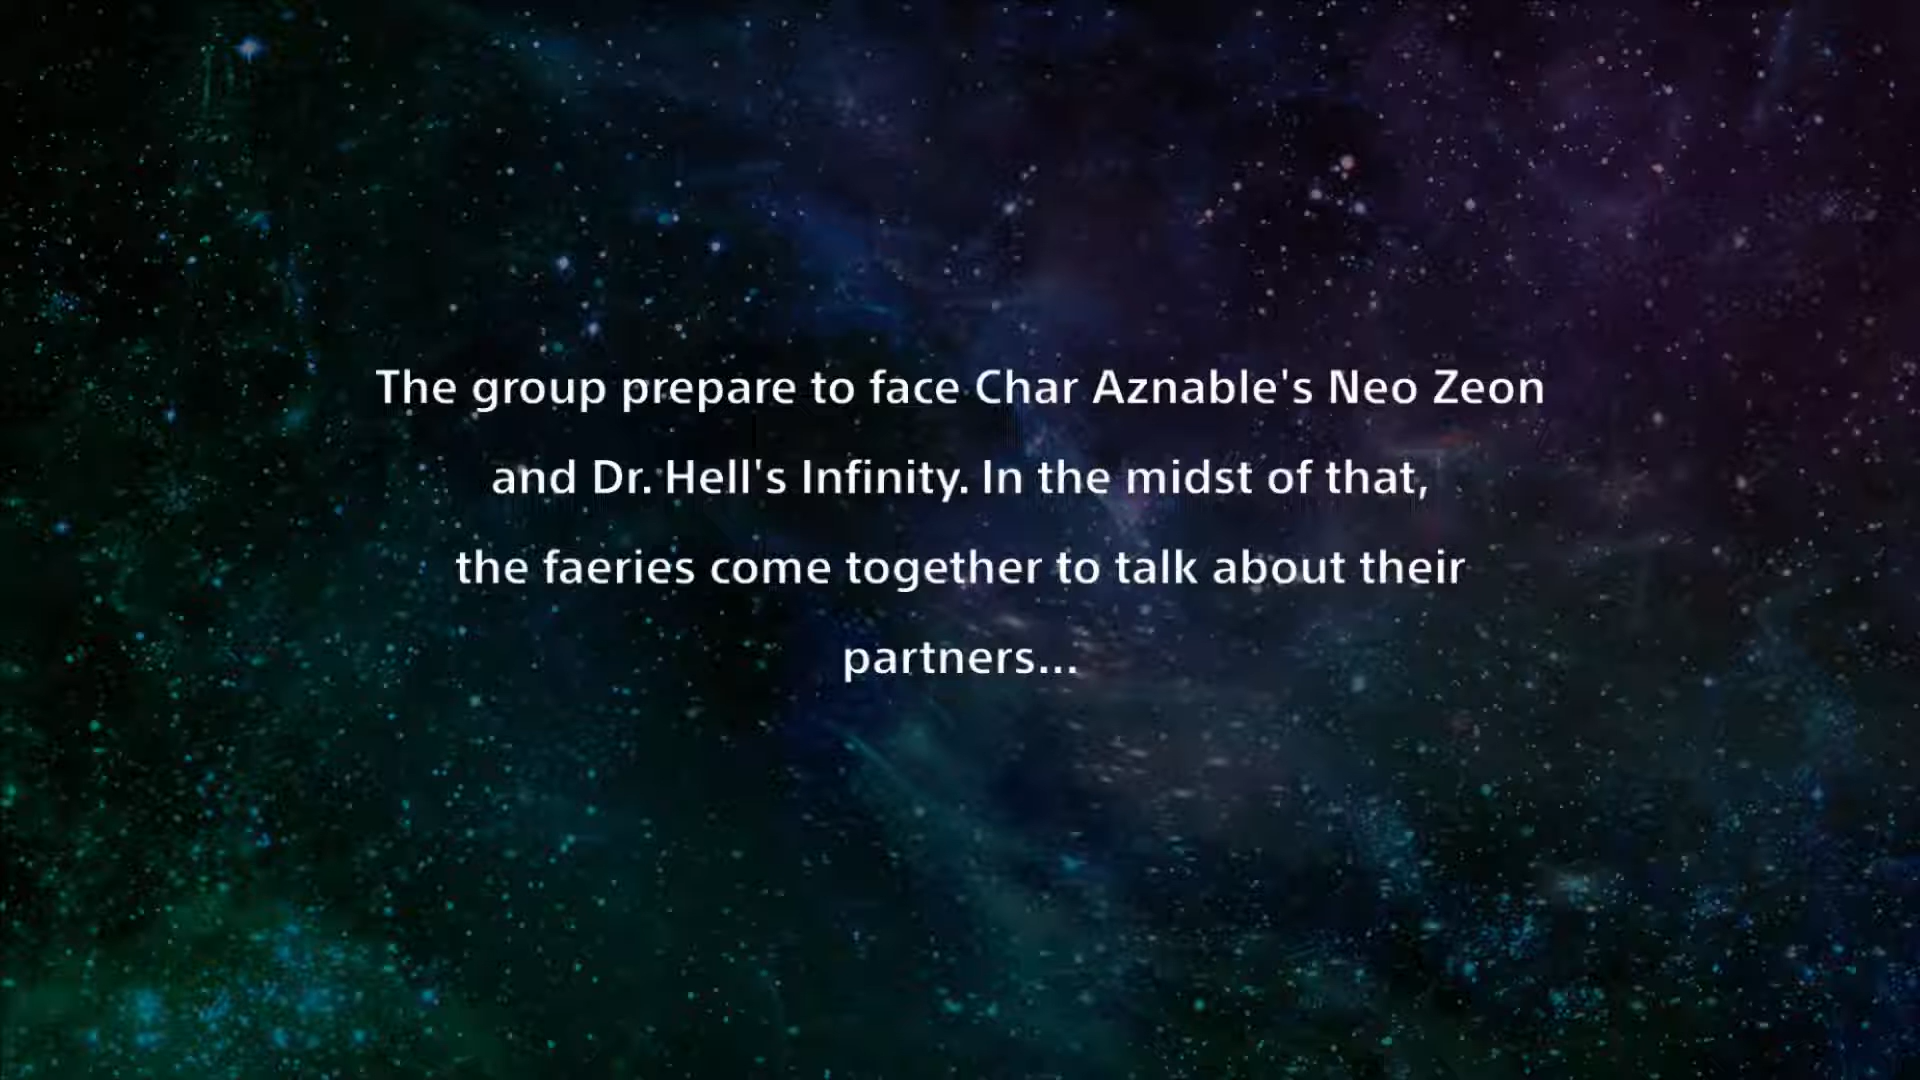 The group prepare to face Char Aznable's Neo Zeon
and Dr. Hell's Infinity. In the midst of that,
the faeries come together to talk about their
partners...